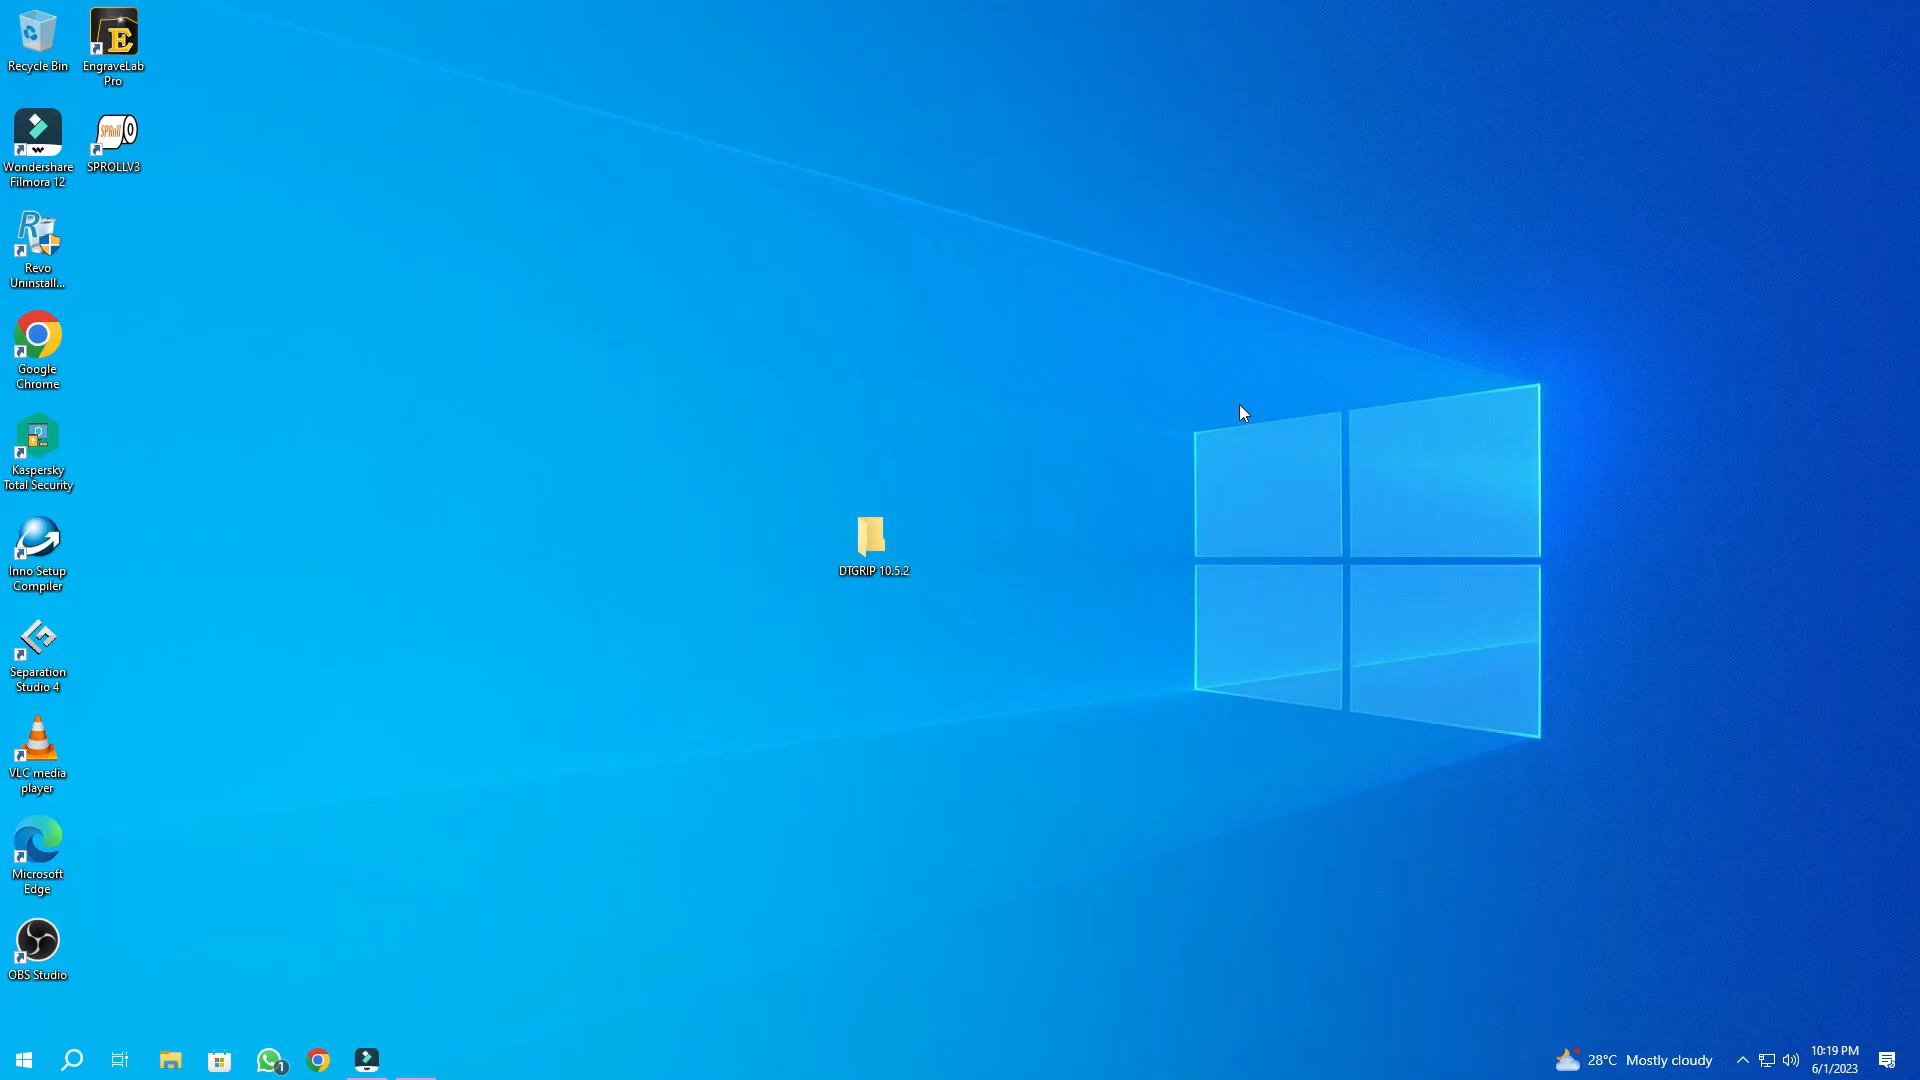 Recycle Bin
EngraveLab
Pro
E
Wondershare
Filmora 12
SPRoll
SPROLLV3
Revo
Uninstall...
Google
Chrome
Kaspersky
Total Security
DTGRIP 10.5.2
Inno Setup
Compiler
Separation
Studio 4
VLC media
player
Microsoft
Edge
OBS Studio
1
28°C Mostly cloudy
10:19 PM
6/1/2023